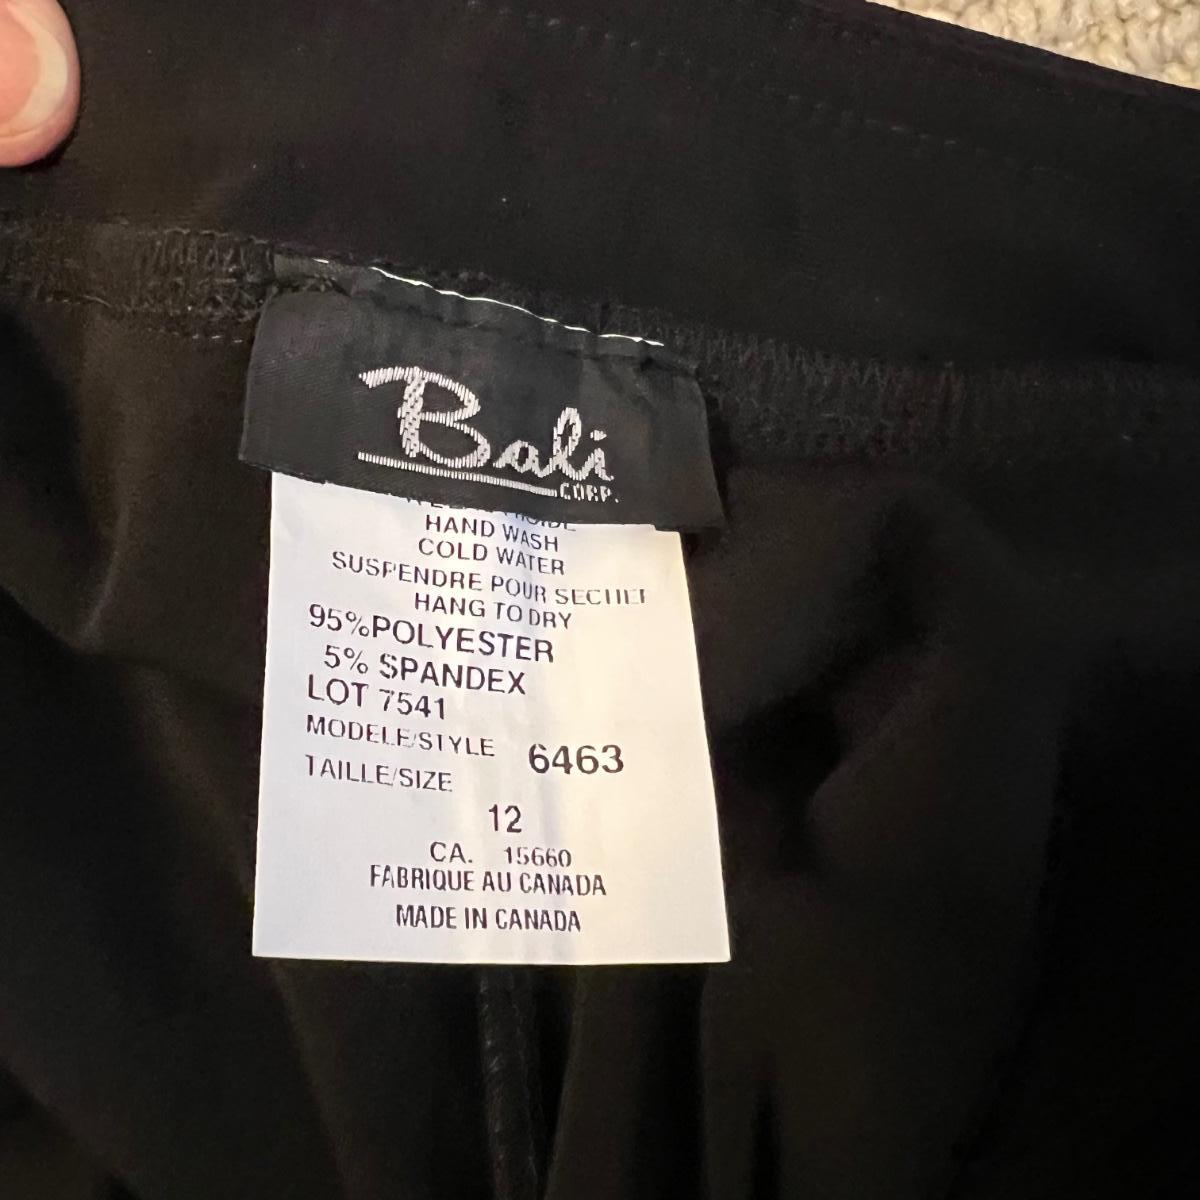 Bali
CORP.
HAND WASH
COLD WATER
SUSPENDRE POUR SECHER
HANG TO DRY
95%POLYESTER
5% SPANDEX
LOT 7541
MODELE/STYLE 6463
TAILLE/SIZE
12
CA. 15660
FABRIQUE AU CANADA
MADE IN CANADA